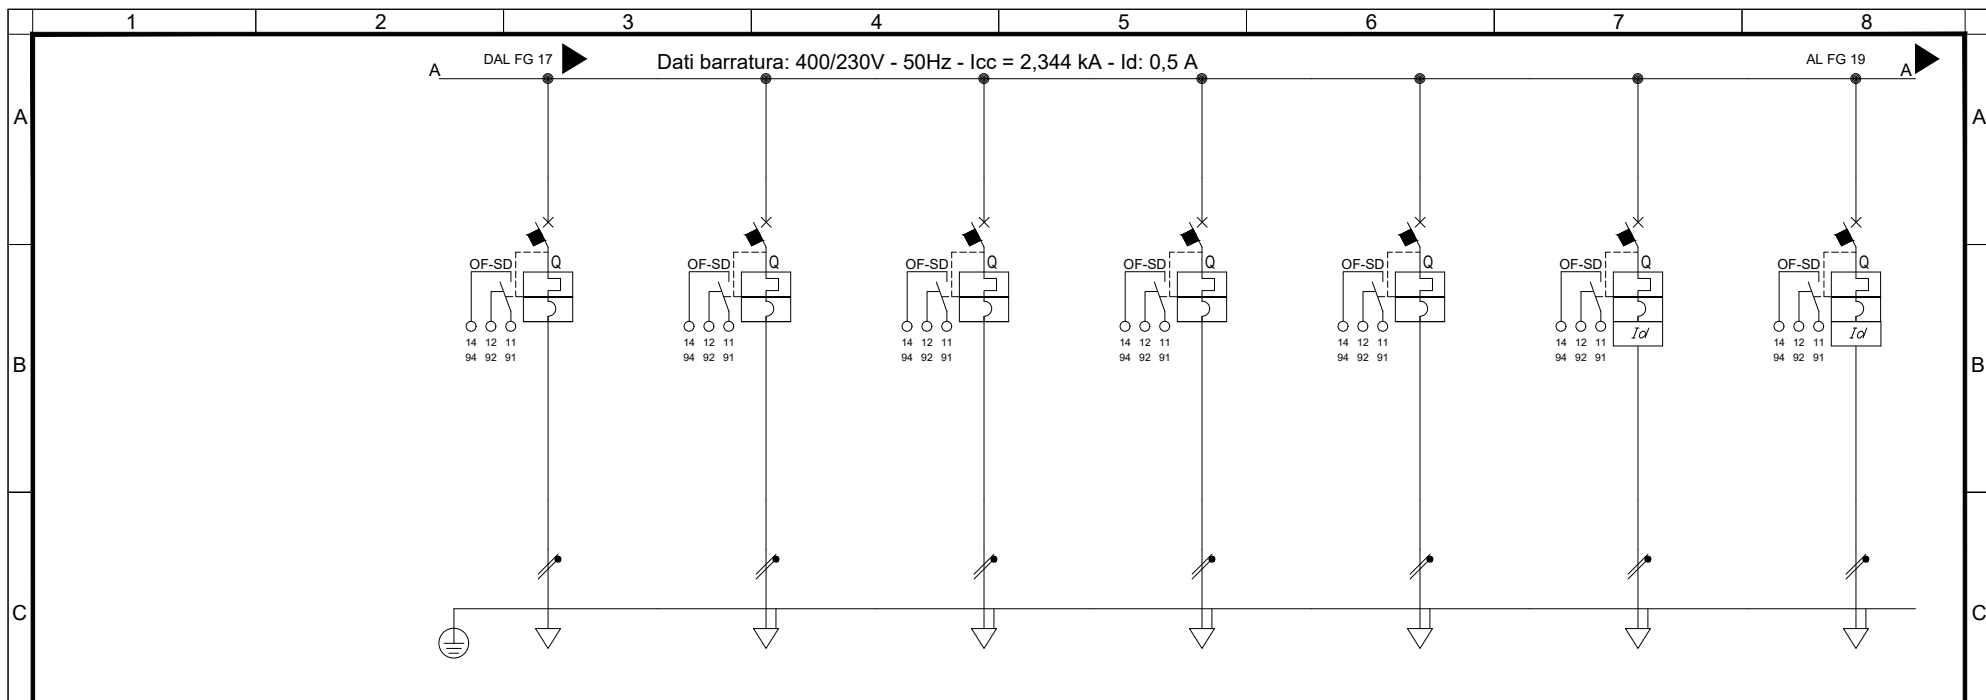 1 2 3 4 5 6 7 8
A DAL FG 17 Dati barratura: 400/230V - 50Hz - Icc = 2,344 kA - Id: 0,5 A AL FG 19 A
A A
OF-SD Q OF-SD Q OF-SD Q OF-SD Q OF-SD Q OF-SD Q OF-SD Q
Id Id
14 12 11 14 12 11 14 12 11 14 12 11 14 12 11 14 12 11 14 12 11
94 92 91 94 92 91 94 92 91 94 92 91 94 92 91 94 92 91 94 92 91
B B
C C